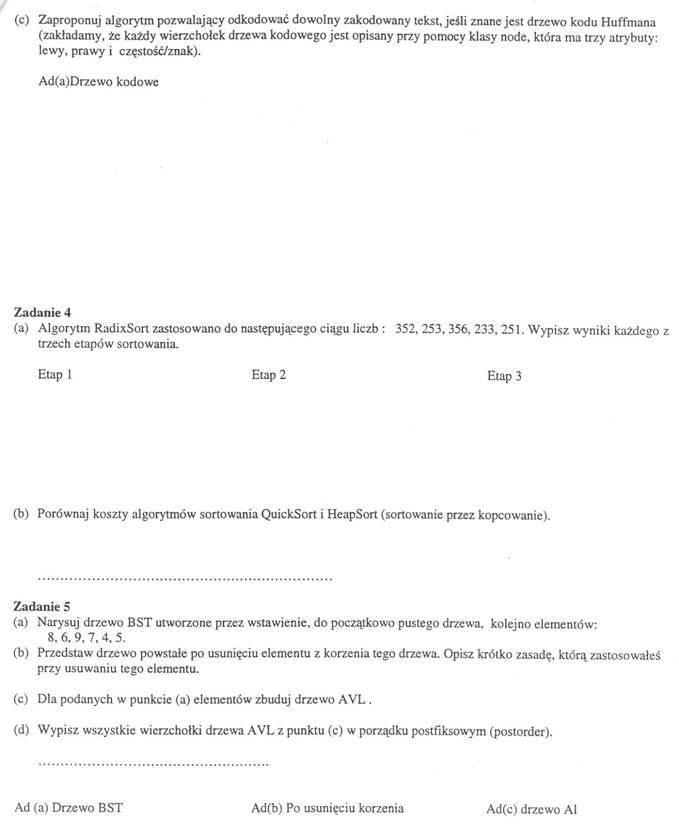 (c) Zaproponuj algorytm pozwalający odkodować dowolny zakodowany tekst, jeśli znane jest drzewo kodu Huffmana
(zakładamy, że każdy wierzchołek drzewa kodowego jest opisany przy pomocy klasy node, która ma trzy atrybuty:
lewy, prawy i częstość/znak).
Ad(a)Drzewo kodowe
Zadanie 4
(a) Algorytm RadixSort zastosowano do następującego ciągu liczb : 352, 253, 356, 233, 251. Wypisz wyniki każdego z
trzech etapów sortowania.
Etap 1 Etap 2 Etap 3
(b) Porównaj koszty algorytmów sortowania QuickSort i HeapSort (sortowanie przez kopcowanie).
..................................................................
Zadanie 5
(a) Narysuj drzewo BST utworzone przez wstawienie, do początkowo pustego drzewa, kolejno elementów:
8, 6, 9, 7, 4, 5.
(b) Przedstaw drzewo powstałe po usunięciu elementu z korzenia tego drzewa. Opisz krótko zasadę, którą zastosowałeś
przy usuwaniu tego elementu.
(c) Dla podanych w punkcie (a) elementów zbuduj drzewo AVL .
(d) Wypisz wszystkie wierzchołki drzewa AVL z punktu (c) w porządku postfiksowym (postorder).
....................................................
Ad (a) Drzewo BST Ad(b) Po usunięciu korzenia Ad(c) drzewo Al